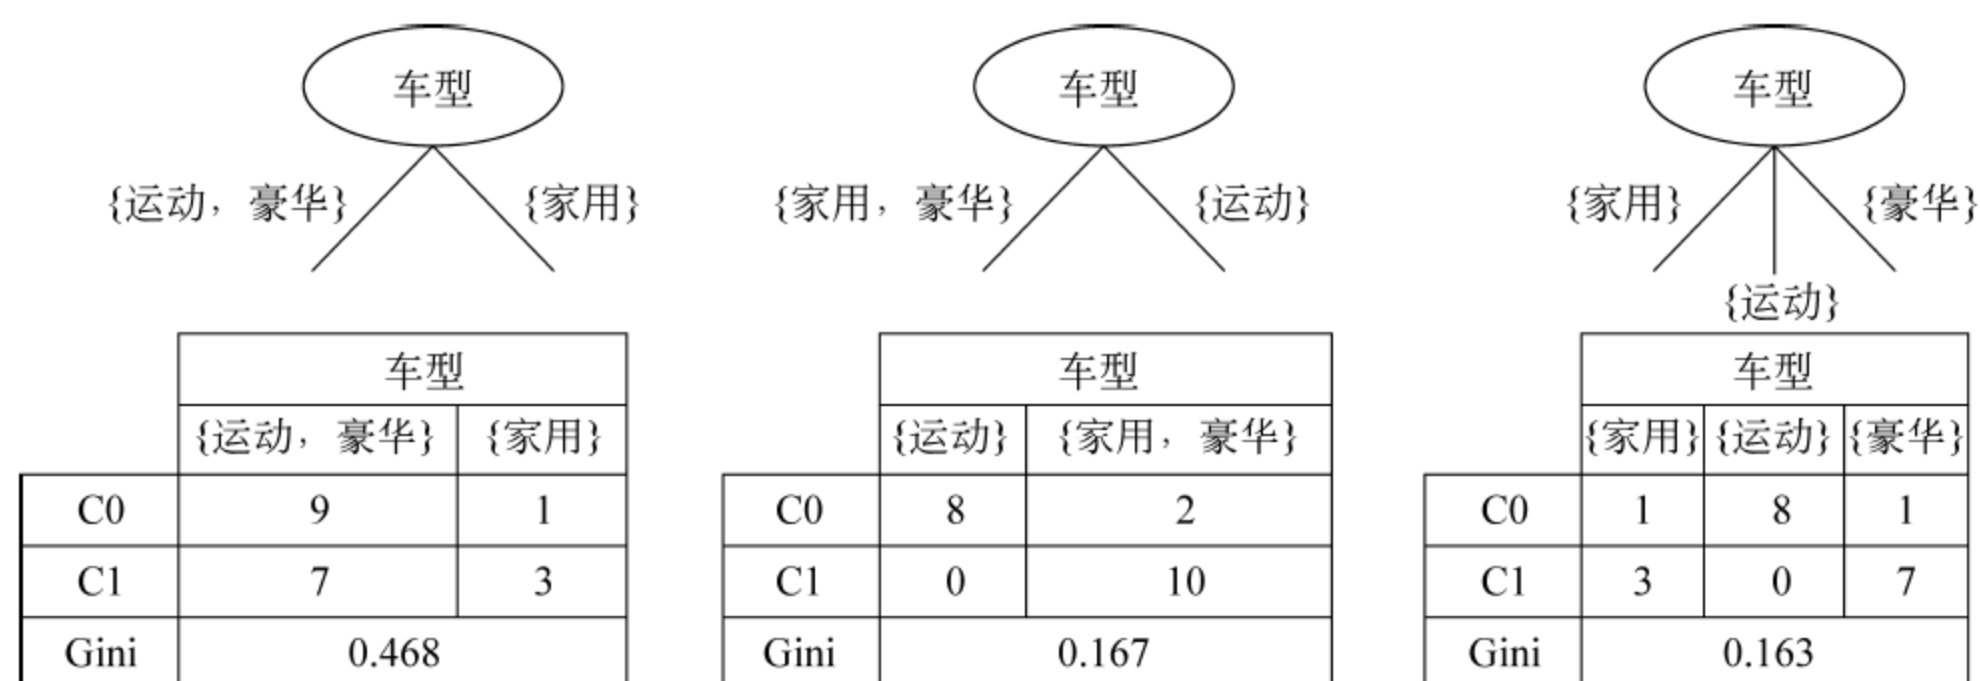 车型
{运动，豪华} {家用}
车型
{运动，豪华} {家用}
C0 9 1
C1 7 3
Gini 0.468
车型
{家用，豪华} {运动}
车型
{运动} {家用，豪华}
C0 8 2
C1 0 10
Gini 0.167
车型
{家用} {豪华}
{运动}
车型
{家用} {运动} {豪华}
C0 1 8 1
C1 3 0 7
Gini 0.163